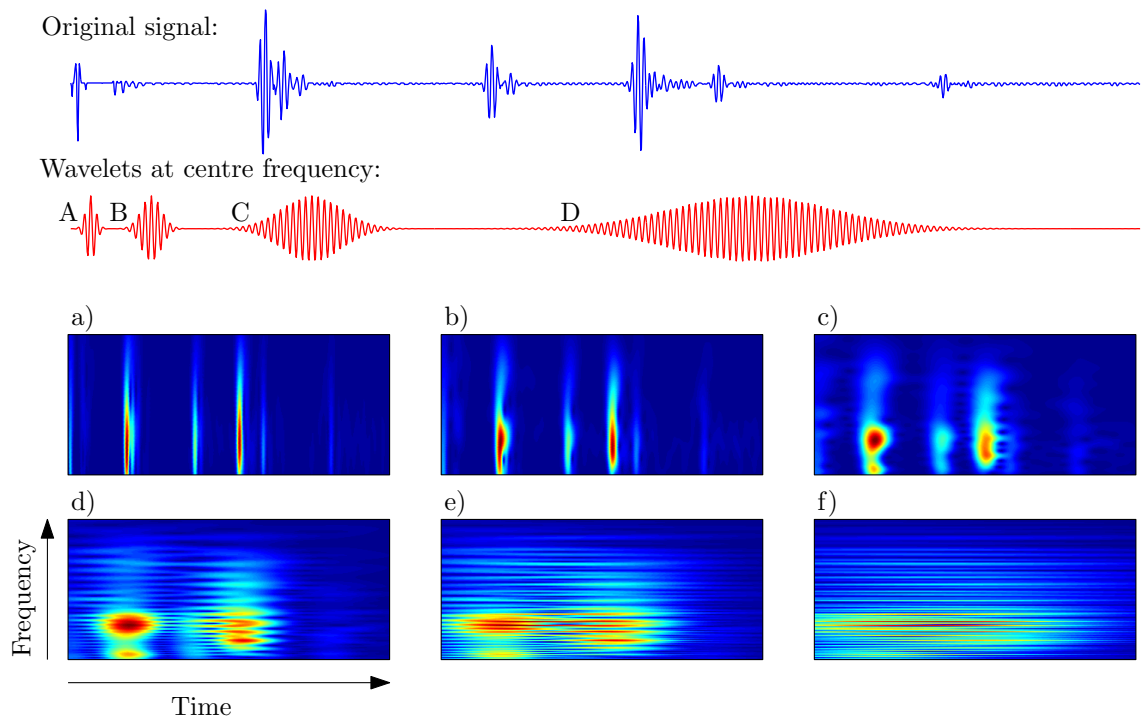 Original signal:
Wavelets at centre frequency:
A B C D
a) b) c)
d) e) f)
Frequency
Time